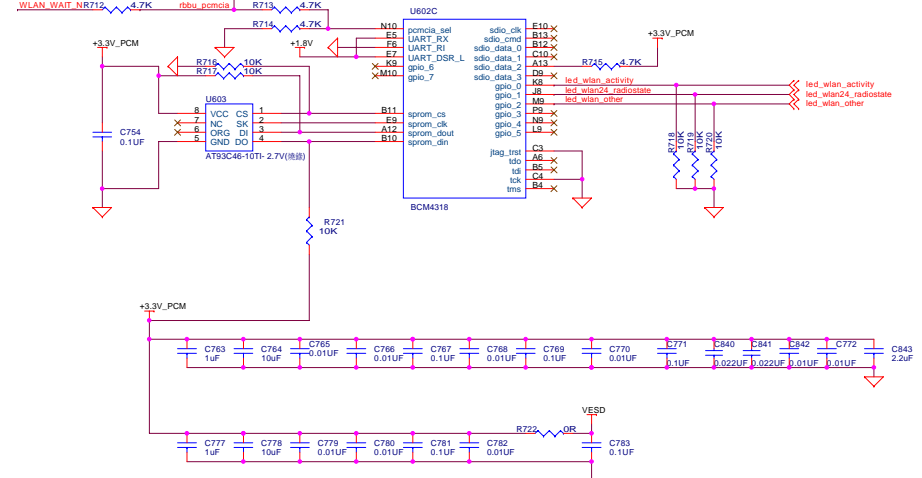 WLAN_WAIT_N R712 4.7K rbbu_pcmcia R713 4.7K
U602C
R714 4.7K
+3.3V_PCM
+1.8V
R716 10K
R717 10K
N10 pcmcia_sel
E5 UART_RX
F6 UART_RI
E7 UART_DSR_L
K9 gpio_6
M10 gpio_7
B11 sprom_cs
E9 sprom_clk
A12 sprom_dout
B10 sprom_din
sdio_clk E10
sdio_cmd B13
sdio_data_0 B12
sdio_data_1 C10
sdio_data_2 A13
sdio_data_3 D9
gpio_0 K8
gpio_1 J8
gpio_2 M9
gpio_3 P9
gpio_4 N9
gpio_5 L9
jtag_trst C3
tdo A6
tdi B5
tck C4
tms B4
BCM4318
R715 4.7K
+3.3V_PCM
led_wlan_activity
led_wlan24_radiostate
led_wlan_other
led_wlan_activity
led_wlan24_radiostate
led_wlan_other
R718 10K
R719 10K
R720 10K
U603
8 VCC CS 1
7 NC SK 2
6 ORG DI 3
5 GND DO 4
AT93C46-10TI- 2.7V(燒錄)
C754
0.1UF
R721
10K
+3.3V_PCM
C763
1uF
C764
10uF
C765
0.01UF
C766
0.01UF
C767
0.1UF
C768
0.01UF
C769
0.1UF
C770
0.01UF
C771
0.1UF
C840
0.022UF
C841
0.022UF
C842
0.01UF
C772
0.01UF
C843
2.2uF
VESD
R722 0R
C777
1uF
C778
10uF
C779
0.01UF
C780
0.01UF
C781
0.1UF
C782
0.01UF
C783
0.1UF